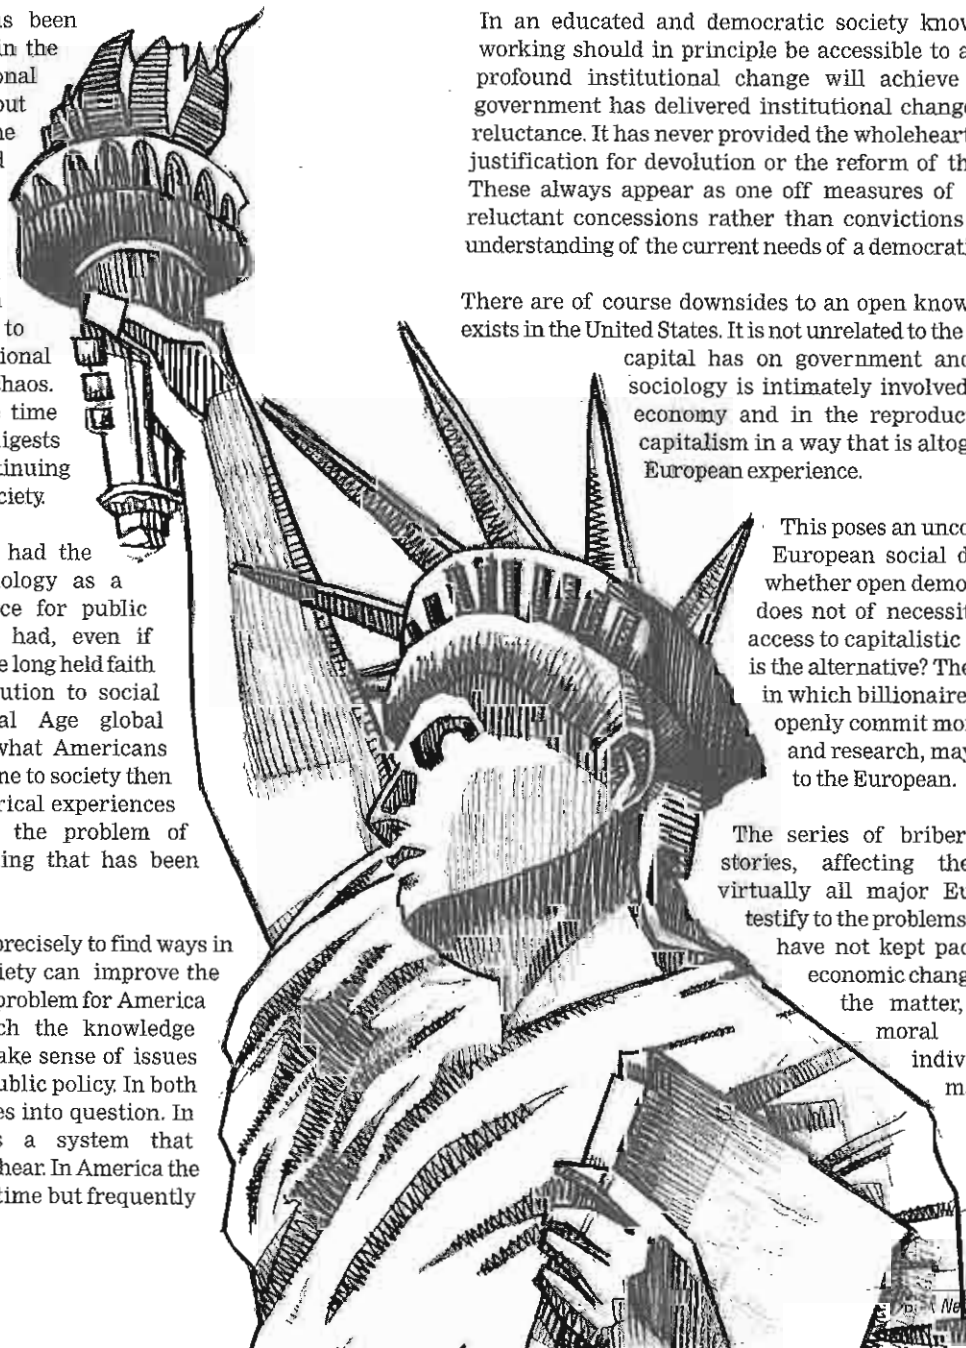 s been
in the
onal
out
ne
d
n
to
ional
haos.
time
igests
tinuing
ciety.
had the
iology as a
ce for public
had, even if
e long held faith
ution to social
al Age global
what Americans
ne to society then
rical experiences
the problem of
ing that has been
precisely to find ways in
iety can improve the
problem for America
ch the knowledge
ake sense of issues
ublic policy. In both
es into question. In
s a system that
hear. In America the
time but frequently
In an educated and democratic society know
working should in principle be accessible to a
profound institutional change will achieve
government has delivered institutional change
reluctance. It has never provided the wholeheart
justification for devolution or the reform of th
These always appear as one off measures of
reluctant concessions rather than convictions
understanding of the current needs of a democrati
There are of course downsides to an open know
exists in the United States. It is not unrelated to the
capital has on government and
sociology is intimately involved
economy and in the reproduc
capitalism in a way that is altog
European experience.
This poses an unco
European social d
whether open demo
does not of necessit
access to capitalistic
is the alternative? The
in which billionaire
openly commit mo
and research, may
to the European.
The series of briber
stories, affecting the
virtually all major Eu
testify to the problems
have not kept pac
economic chang
the matter,
moral
indiv
m
Ne